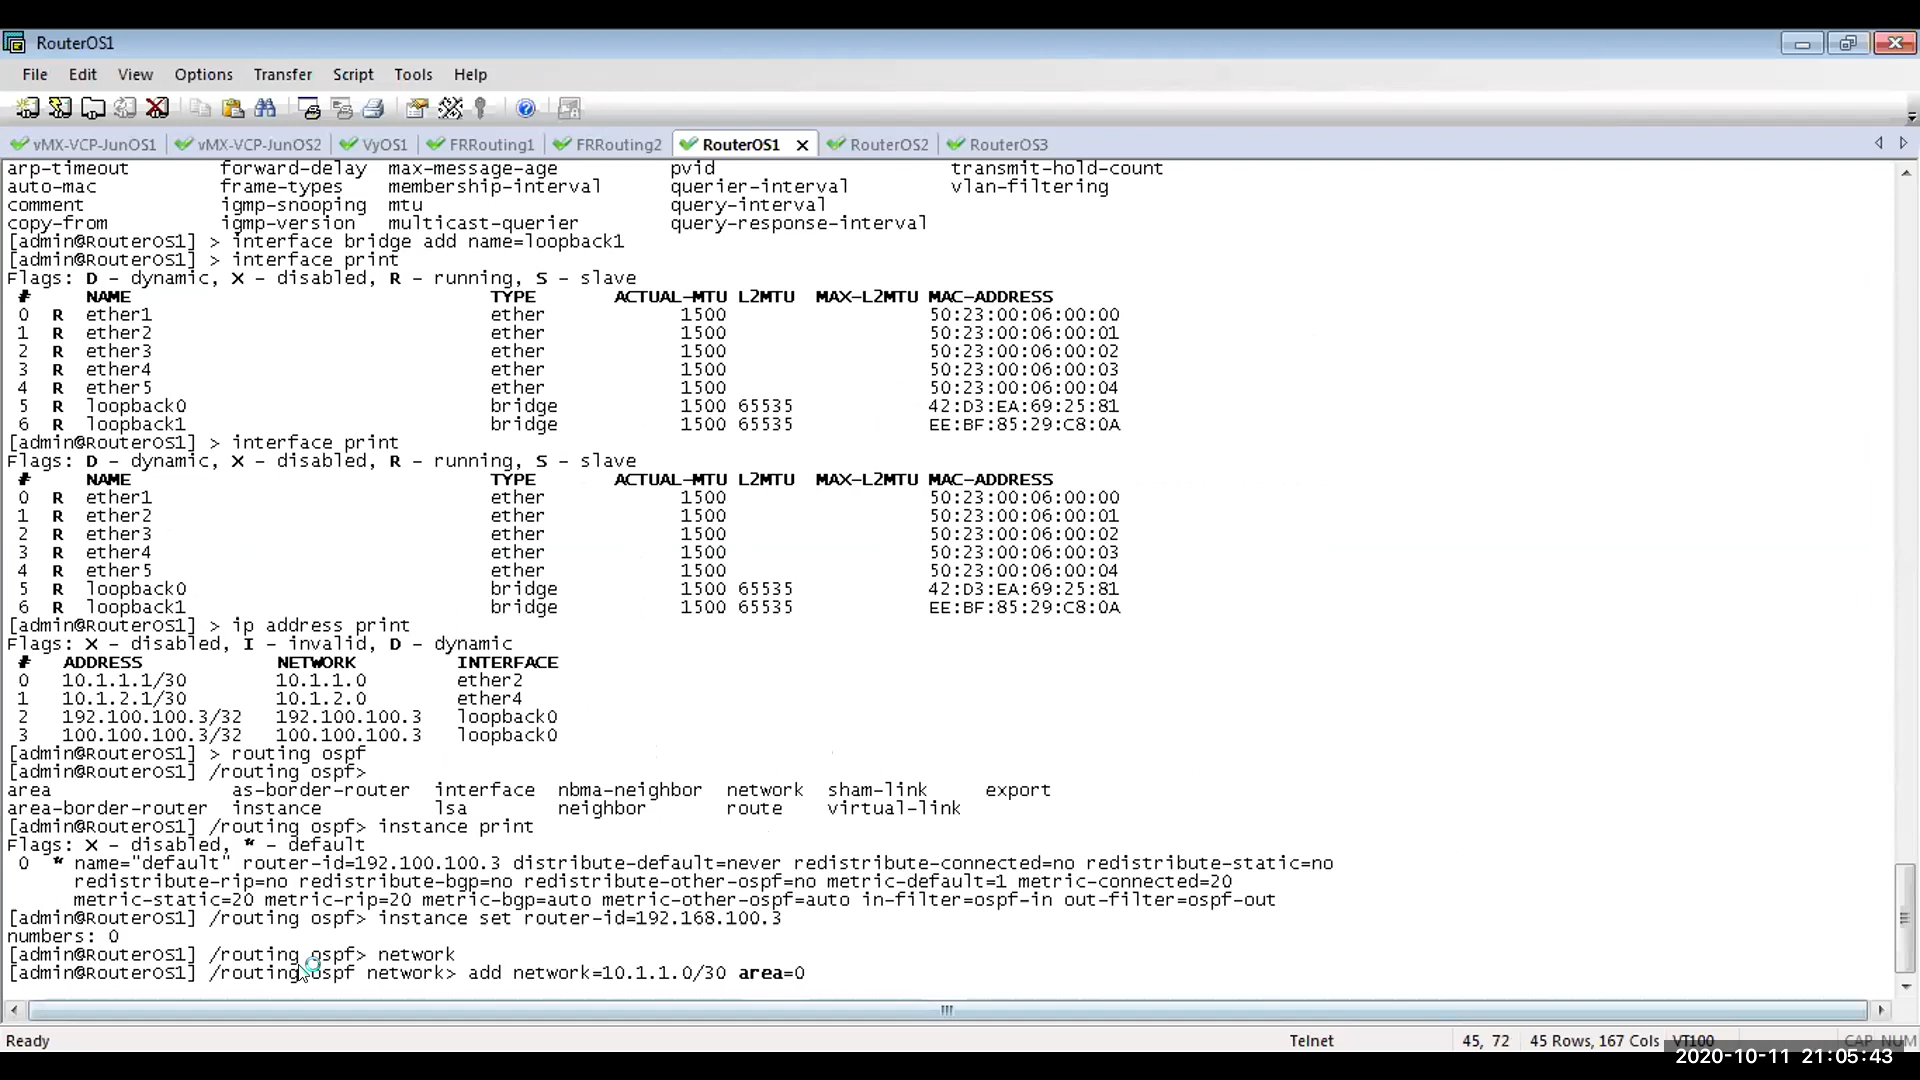 RouterOS1
File Edit View Options Transfer Script Tools Help
vMX-VCP-JunOS1 vMX-VCP-JunOS2 VyOS1 FRRouting1 FRRouting2 RouterOS1 RouterOS2 RouterOS3
arp-timeout forward-delay max-message-age pvid transmit-hold-count
auto-mac frame-types membership-interval querier-interval vlan-filtering
comment igmp-snooping mtu query-interval
copy-from igmp-version multicast-querier query-response-interval
[admin@RouterOS1] > interface bridge add name=loopback1
[admin@RouterOS1] > interface print
Flags: D - dynamic, X - disabled, R - running, S - slave
# NAME TYPE ACTUAL-MTU L2MTU MAX-L2MTU MAC-ADDRESS
0 R ether1 ether 1500 50:23:00:06:00:00
1 R ether2 ether 1500 50:23:00:06:00:01
2 R ether3 ether 1500 50:23:00:06:00:02
3 R ether4 ether 1500 50:23:00:06:00:03
4 R ether5 ether 1500 50:23:00:06:00:04
5 R loopback0 bridge 1500 65535 42:D3:EA:69:25:81
6 R loopback1 bridge 1500 65535 EE:BF:85:29:C8:0A
[admin@RouterOS1] > interface print
Flags: D - dynamic, X - disabled, R - running, S - slave
# NAME TYPE ACTUAL-MTU L2MTU MAX-L2MTU MAC-ADDRESS
0 R ether1 ether 1500 50:23:00:06:00:00
1 R ether2 ether 1500 50:23:00:06:00:01
2 R ether3 ether 1500 50:23:00:06:00:02
3 R ether4 ether 1500 50:23:00:06:00:03
4 R ether5 ether 1500 50:23:00:06:00:04
5 R loopback0 bridge 1500 65535 42:D3:EA:69:25:81
6 R loopback1 bridge 1500 65535 EE:BF:85:29:C8:0A
[admin@RouterOS1] > ip address print
Flags: X - disabled, I - invalid, D - dynamic
# ADDRESS NETWORK INTERFACE
0 10.1.1.1/30 10.1.1.0 ether2
1 10.1.2.1/30 10.1.2.0 ether4
2 192.100.100.3/32 192.100.100.3 loopback0
3 100.100.100.3/32 100.100.100.3 loopback0
[admin@RouterOS1] > routing ospf
[admin@RouterOS1] /routing ospf>
area as-border-router interface nbma-neighbor network sham-link export
area-border-router instance lsa neighbor route virtual-link
[admin@RouterOS1] /routing ospf> instance print
Flags: X - disabled, * - default
0 * name="default" router-id=192.100.100.3 distribute-default=never redistribute-connected=no redistribute-static=no
redistribute-rip=no redistribute-bgp=no redistribute-other-ospf=no metric-default=1 metric-connected=20
metric-static=20 metric-rip=20 metric-bgp=auto metric-other-ospf=auto in-filter=ospf-in out-filter=ospf-out
[admin@RouterOS1] /routing ospf> instance set router-id=192.168.100.3
numbers: 0
[admin@RouterOS1] /routing ospf> network
[admin@RouterOS1] /routing ospf network> add network=10.1.1.0/30 area=0
Ready Telnet 45, 72 45 Rows, 167 Cols VT100 CAP NUM
2020-10-11 21:05:43